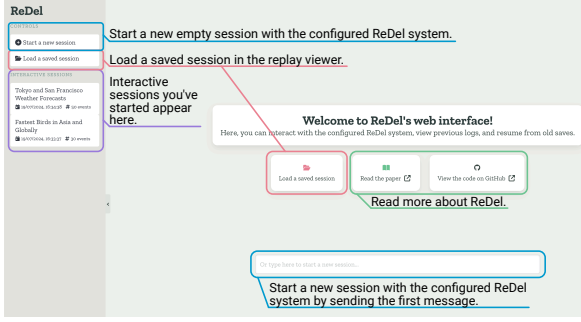 ReDel
CONTROLS
Start a new session
Start a new empty session with the configured ReDel system.
Load a saved session
Load a saved session in the replay viewer.
INTERACTIVE SESSIONS
Tokyo and San Francisco
Weather Forecasts
Fastest Birds in Asia and
Globally
Interactive
sessions you've
started appear
here.
Welcome to ReDel's web interface!
Here, you can interact with the configured ReDel system, view previous logs, and resume from old saves.
Load a saved session
Read the paper
View the code on GitHub
Read more about ReDel.
Or type here to start a new session...
Start a new session with the configured ReDel
system by sending the first message.